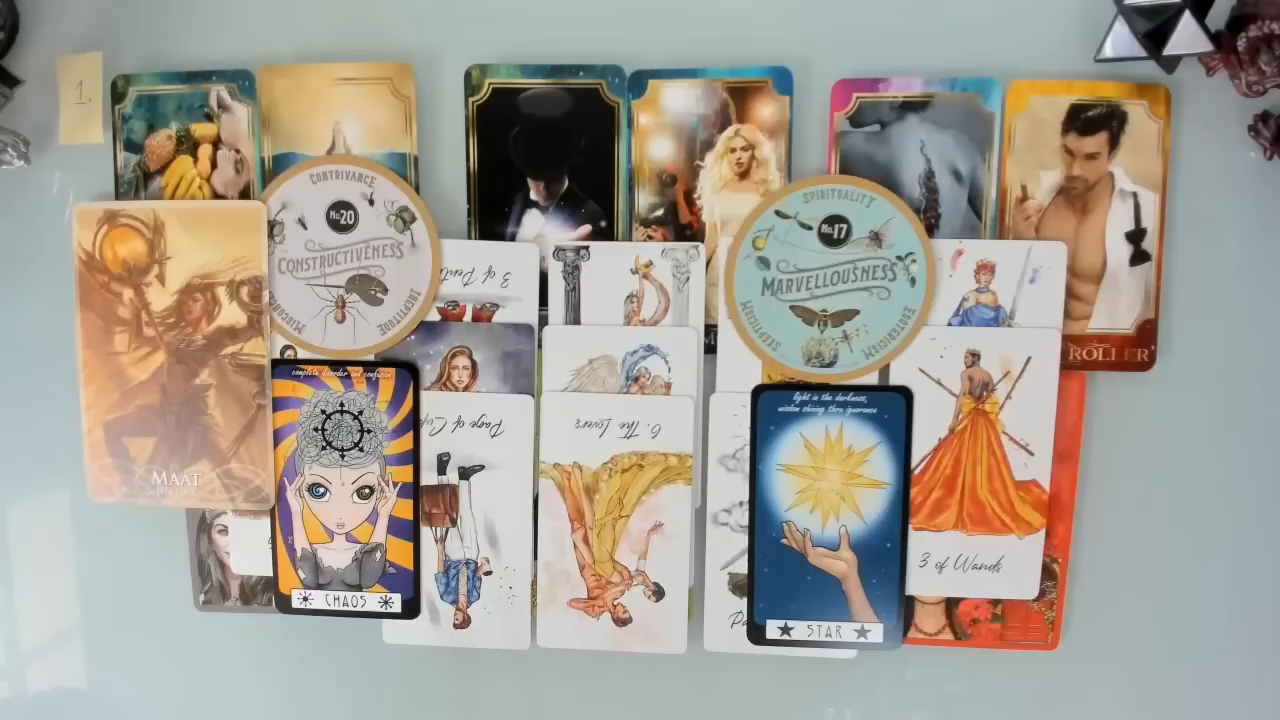 1.
CONTRIVANCE
No. 20
CONSTRUCTIVENESS
INEPTITUDE
SPIRITUALITY
No. 17
MARVELLOUSNESS
ESOTERICISM
SKEPTICISM
3 of Pent
ROLLER
MAAT
complete disorder and confusion
CHAOS
Page of Cup
6. The Lovers
light in the darkness,
wisdom shining thru ignorance
STAR
Pa
3 of Wands